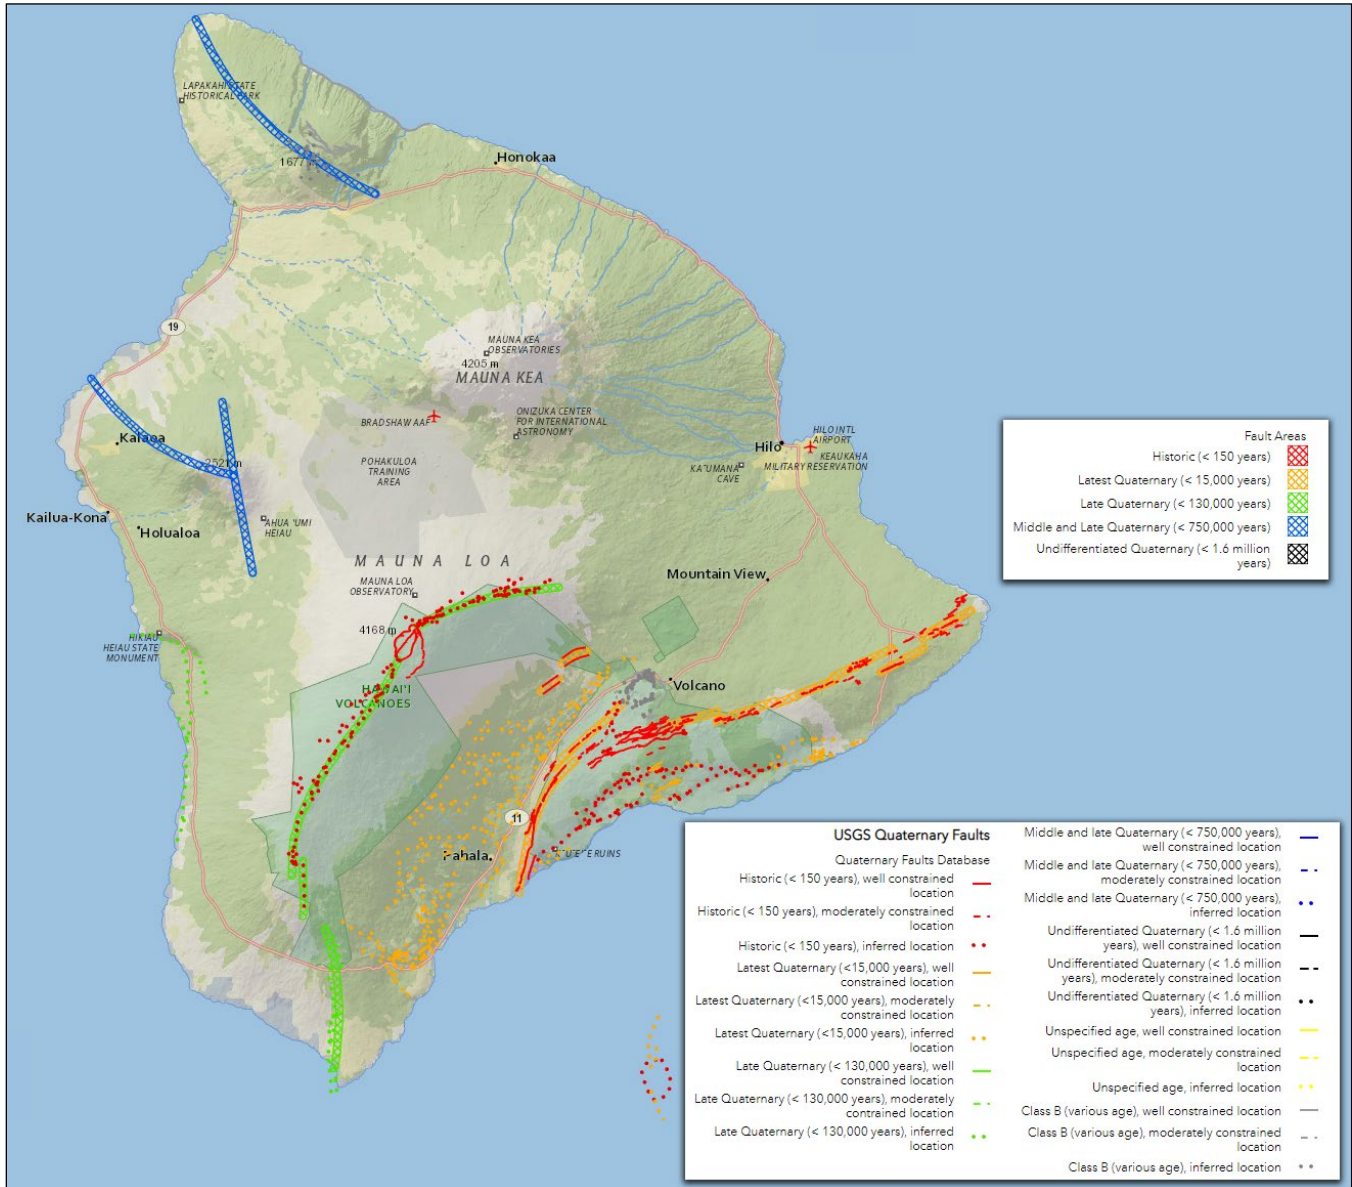 LAPAKAHI STATE
HISTORICAL PARK
1677
Honokaa
19
MAUNA KEA
OBSERVATORIES
4205 m
MAUNA KEA
BRADSHAW AAF
ONIZUKA CENTER
FOR INTERNATIONAL
ASTRONOMY
Kalaoa
2521 m
POHAKULOA
TRAINING
AREA
Hilo
HILO INTL
AIRPORT
KEAUKAHA
MILITARY RESERVATION
KAUMANA
CAVE
Kailua-Kona
Holualoa
AHUA 'UMI
HEIAU
MAUNA LOA
MAUNA LOA
OBSERVATORY
Mountain View
4168 m
HIKIAU
HEIAU STATE
MONUMENT
HAWAI'I
VOLCANOES
Volcano
11
Pahala
RUINS
Fault Areas
Historic (< 150 years)
Latest Quaternary (< 15,000 years)
Late Quaternary (< 130,000 years)
Middle and Late Quaternary (< 750,000 years)
Undifferentiated Quaternary (< 1.6 million
years)
USGS Quaternary Faults
Quaternary Faults Database
Historic (< 150 years), well constrained
location
Historic (< 150 years), moderately constrained
location
Historic (< 150 years), inferred location
Latest Quaternary (<15,000 years), well
constrained location
Latest Quaternary (<15,000 years), moderately
constrained location
Latest Quaternary (<15,000 years), inferred
location
Late Quaternary (< 130,000 years), well
constrained location
Late Quaternary (< 130,000 years), moderately
contrained location
Late Quaternary (< 130,000 years), inferred
location
Middle and late Quaternary (< 750,000 years),
well constrained location
Middle and late Quaternary (< 750,000 years),
moderately constrained location
Middle and late Quaternary (< 750,000 years),
inferred location
Undifferentiated Quaternary (< 1.6 million
years), well constrained location
Undifferentiated Quaternary (< 1.6 million
years), moderately constrained location
Undifferentiated Quaternary (< 1.6 million
years), inferred location
Unspecified age, well constrained location
Unspecified age, moderately constrained
location
Unspecified age, inferred location
Class B (various age), well constrained location
Class B (various age), moderately constrained
location
Class B (various age), inferred location